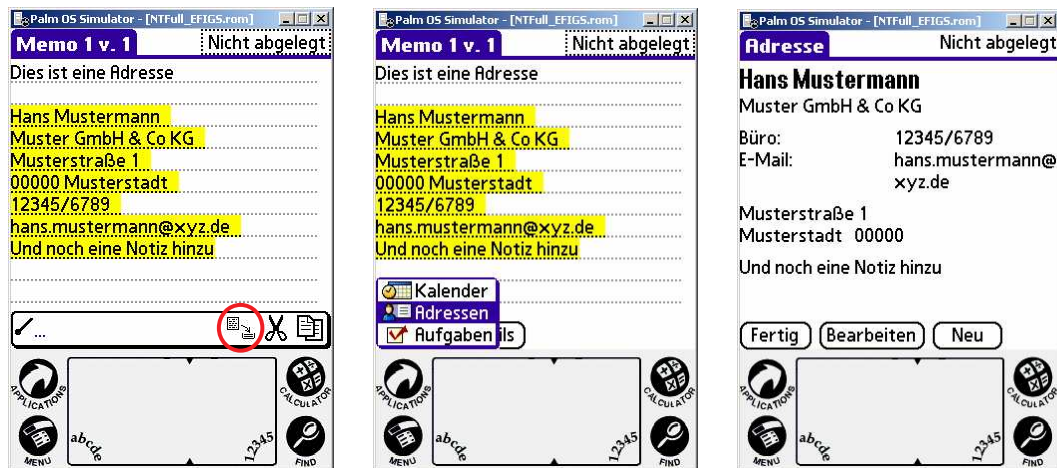 Palm OS Simulator - [NTFull_EFIGS.rom]
Memo 1 v. 1 Nicht abgelegt
Dies ist eine Adresse
Hans Mustermann
Muster GmbH & Co KG
Musterstraße 1
00000 Musterstadt
12345/6789
hans.mustermann@xyz.de
Und noch eine Notiz hinzu
...
APPLICATIONS
CALCULATOR
MENU
abcde
12345
FIND
Palm OS Simulator - [NTFull_EFIGS.rom]
Memo 1 v. 1 Nicht abgelegt
Dies ist eine Adresse
Hans Mustermann
Muster GmbH & Co KG
Musterstraße 1
00000 Musterstadt
12345/6789
hans.mustermann@xyz.de
Und noch eine Notiz hinzu
Kalender
Adressen
Aufgaben ils
APPLICATIONS
CALCULATOR
MENU
abcde
12345
FIND
Palm OS Simulator - [NTFull_EFIGS.rom]
Adresse Nicht abgelegt
Hans Mustermann
Muster GmbH & Co KG
Büro: 12345/6789
E-Mail: hans.mustermann@
xyz.de
Musterstraße 1
Musterstadt 00000
Und noch eine Notiz hinzu
Fertig Bearbeiten Neu
APPLICATIONS
CALCULATOR
MENU
abcde
12345
FIND